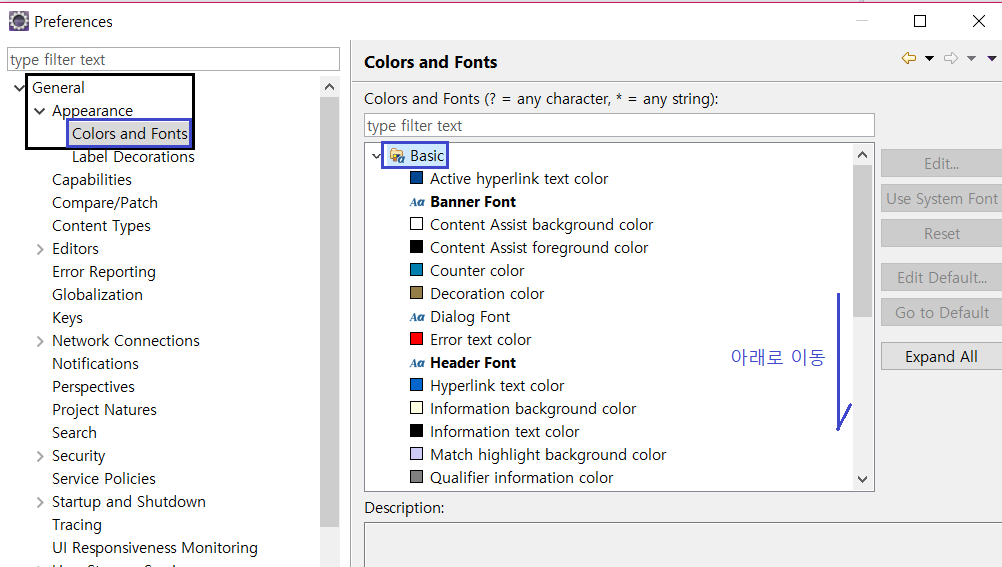 Preferences
type filter text
General
Appearance
Colors and Fonts
Label Decorations
Capabilities
Compare/Patch
Content Types
Editors
Error Reporting
Globalization
Keys
Network Connections
Notifications
Perspectives
Project Natures
Search
Security
Service Policies
Startup and Shutdown
Tracing
UI Responsiveness Monitoring
Colors and Fonts
Colors and Fonts (? = any character, * = any string):
type filter text
Basic
Active hyperlink text color
Aa Banner Font
Content Assist background color
Content Assist foreground color
Counter color
Decoration color
Aa Dialog Font
Error text color
Aa Header Font
Hyperlink text color
Information background color
Information text color
Match highlight background color
Qualifier information color
아래로 이동
Edit...
Use System Font
Reset
Edit Default...
Go to Default
Expand All
Description: